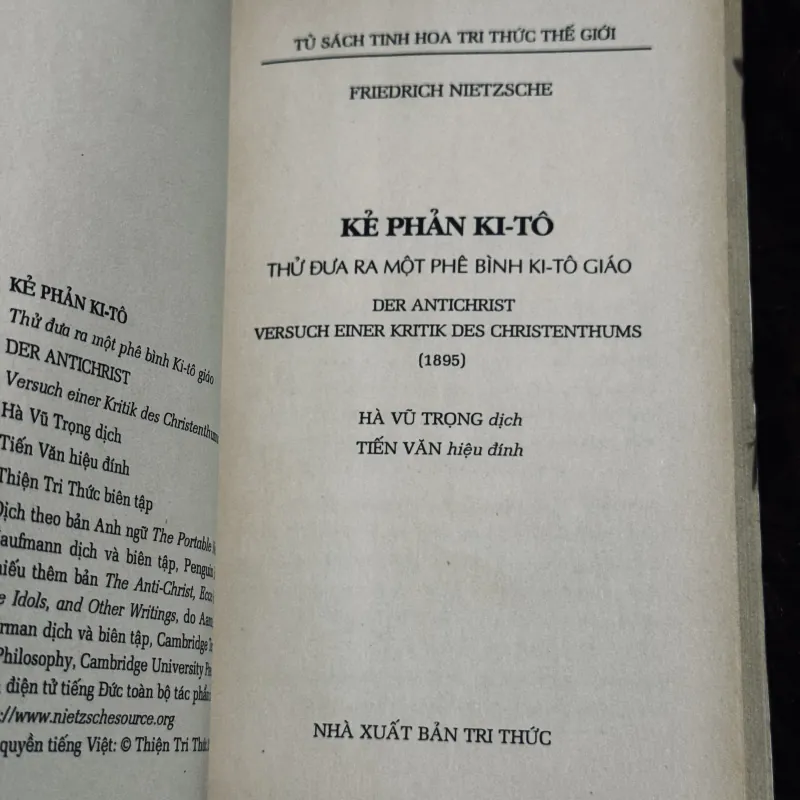 KẺ PHẢN KI-TÔ
Thử đưa ra một phê bình Ki-tô giáo
DER ANTICHRIST
Versuch einer Kritik des Christenthums
Hà Vũ Trọng dịch
Tiến Văn hiệu đính
Thiện Tri Thức biên tập
Dịch theo bản Anh ngữ The Portable
dịch và biên tập, Penguin
thêm bản The Anti-Christ,
Idols, and Other Writings, do
dịch và biên tập, Cambridge
Philosophy, Cambridge University
điện tử tiếng Đức toàn bộ tác phẩm
://www.nietzschesource.org
quyền tiếng Việt: © Thiện Tri
TỦ SÁCH TINH HOA TRI THỨC THẾ GIỚI
FRIEDRICH NIETZSCHE
KẺ PHẢN KI-TÔ
THỬ ĐƯA RA MỘT PHÊ BÌNH KI-TÔ GIÁO
DER ANTICHRIST
VERSUCH EINER KRITIK DES CHRISTENTHUMS
(1895)
HÀ VŨ TRỌNG dịch
TIẾN VĂN hiệu đính
NHÀ XUẤT BẢN TRI THỨC